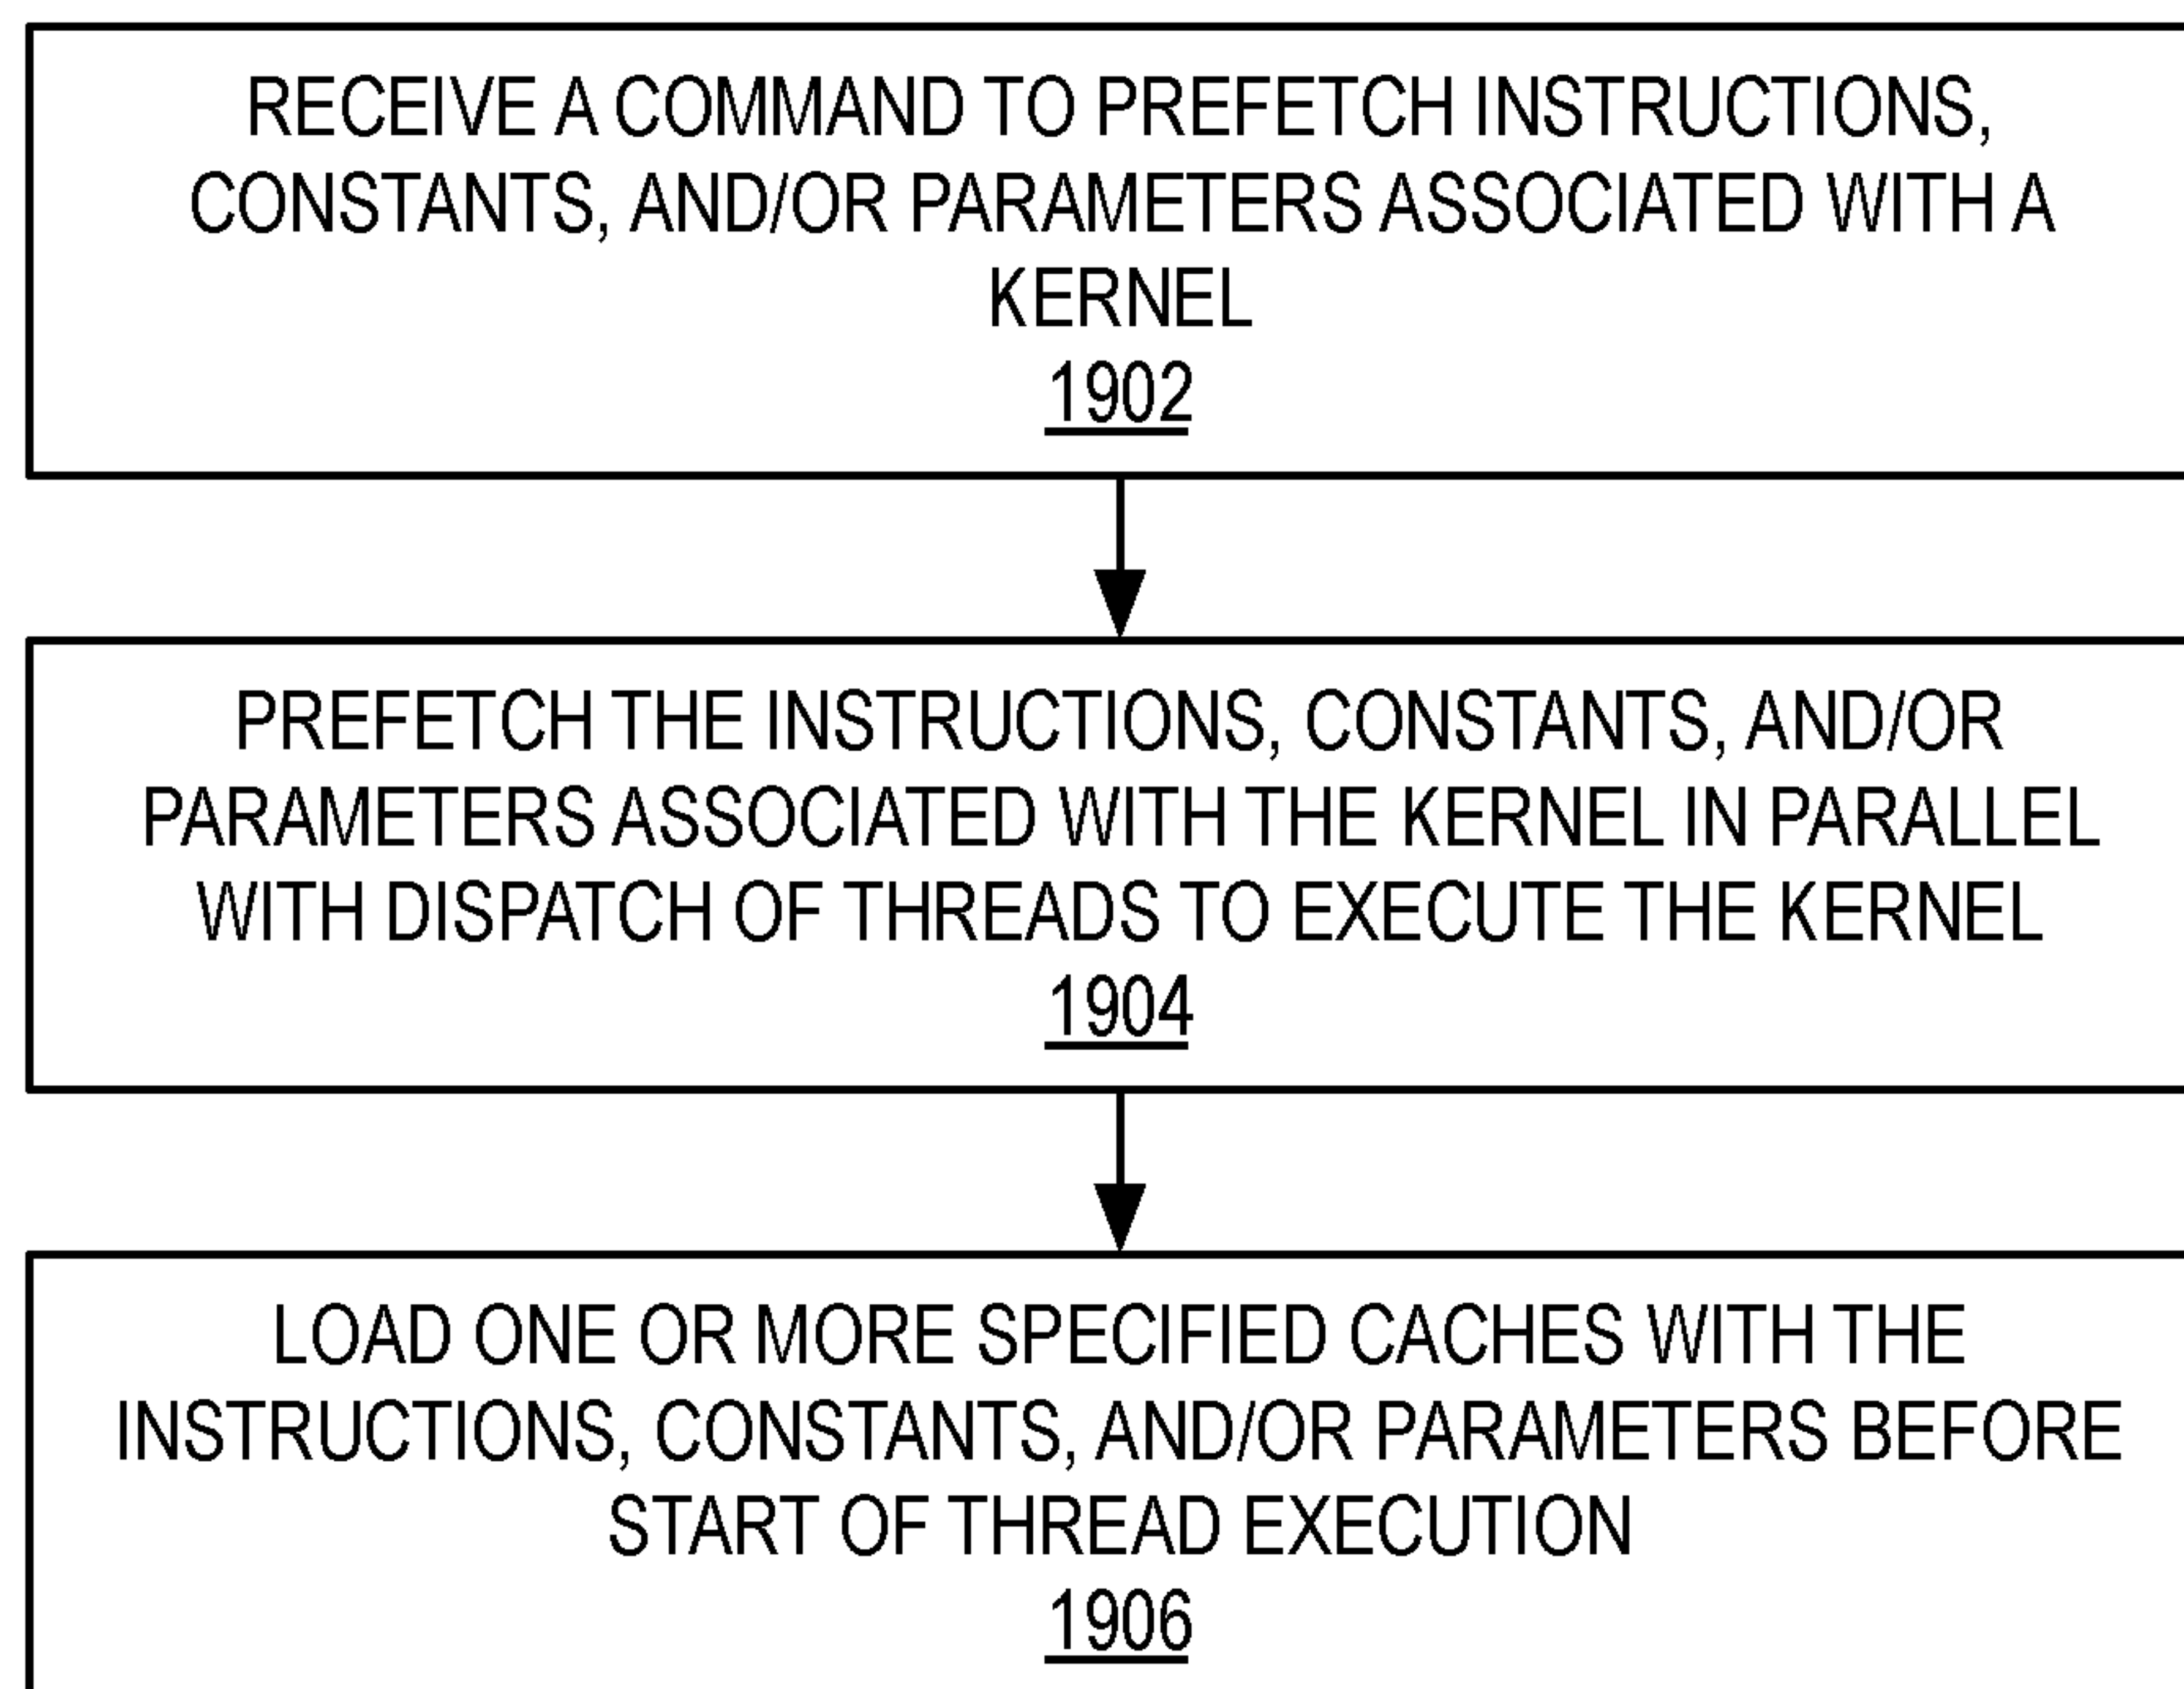 RECEIVE A COMMAND TO PREFETCH INSTRUCTIONS,
CONSTANTS, AND/OR PARAMETERS ASSOCIATED WITH A
KERNEL
1902
PREFETCH THE INSTRUCTIONS, CONSTANTS, AND/OR
PARAMETERS ASSOCIATED WITH THE KERNEL IN PARALLEL
WITH DISPATCH OF THREADS TO EXECUTE THE KERNEL
1904
LOAD ONE OR MORE SPECIFIED CACHES WITH THE
INSTRUCTIONS, CONSTANTS, AND/OR PARAMETERS BEFORE
START OF THREAD EXECUTION
1906